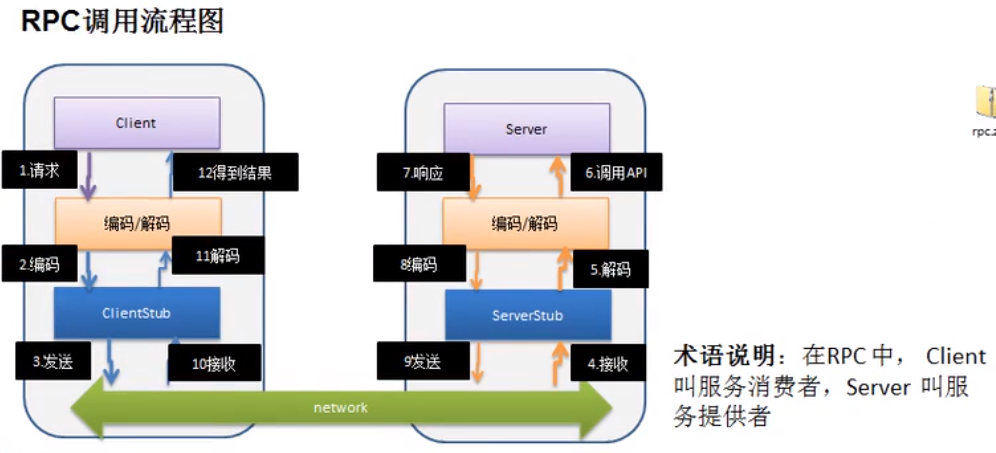 RPC调用流程图
Client
Server
1.请求
12得到结果
7.响应
6.调用API
编码/解码
编码/解码
2.编码
11解码
8编码
5.解码
ClientStub
ServerStub
3.发送
10接收
9发送
4.接收
network
术语说明：在RPC 中， Client
叫服务消费者，Server 叫服
务提供者